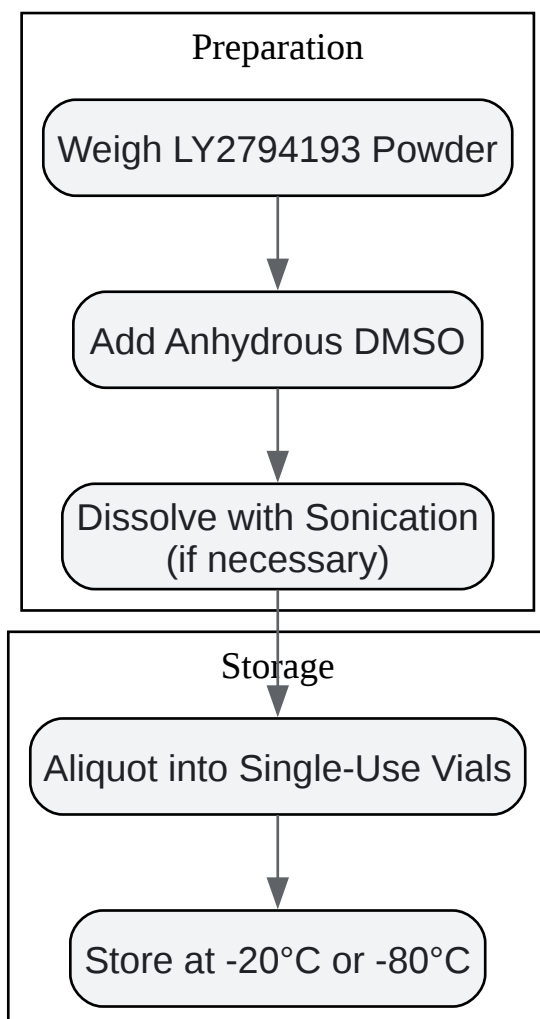 Preparation
Weigh LY2794193 Powder
Add Anhydrous DMSO
Dissolve with Sonication
(if necessary)
Storage
Aliquot into Single-Use Vials
Store at -20°C or -80°C